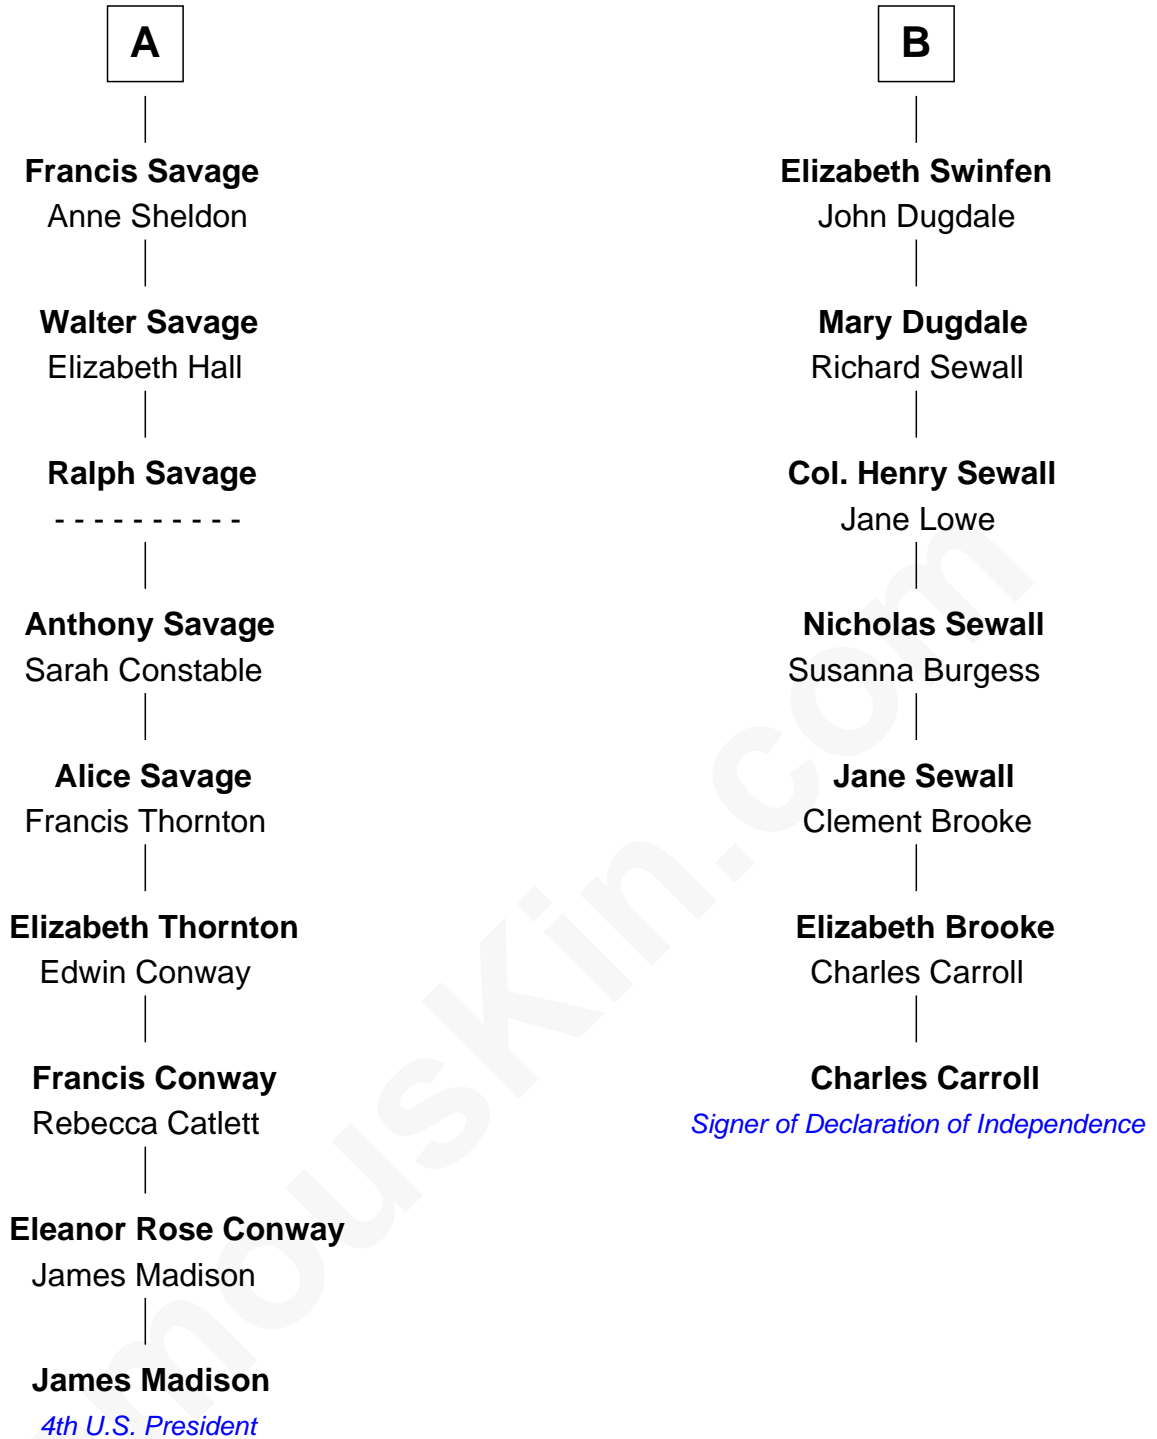 A
Francis Savage
Anne Sheldon
Walter Savage
Elizabeth Hall
Ralph Savage
- - - - - - - - - -
Anthony Savage
Sarah Constable
Alice Savage
Francis Thornton
Elizabeth Thornton
Edwin Conway
Francis Conway
Rebecca Catlett
Eleanor Rose Conway
James Madison
James Madison
4th U.S. President
B
Elizabeth Swinfen
John Dugdale
Mary Dugdale
Richard Sewall
Col. Henry Sewall
Jane Lowe
Nicholas Sewall
Susanna Burgess
Jane Sewall
Clement Brooke
Elizabeth Brooke
Charles Carroll
Charles Carroll
Signer of Declaration of Independence
mousKin.com